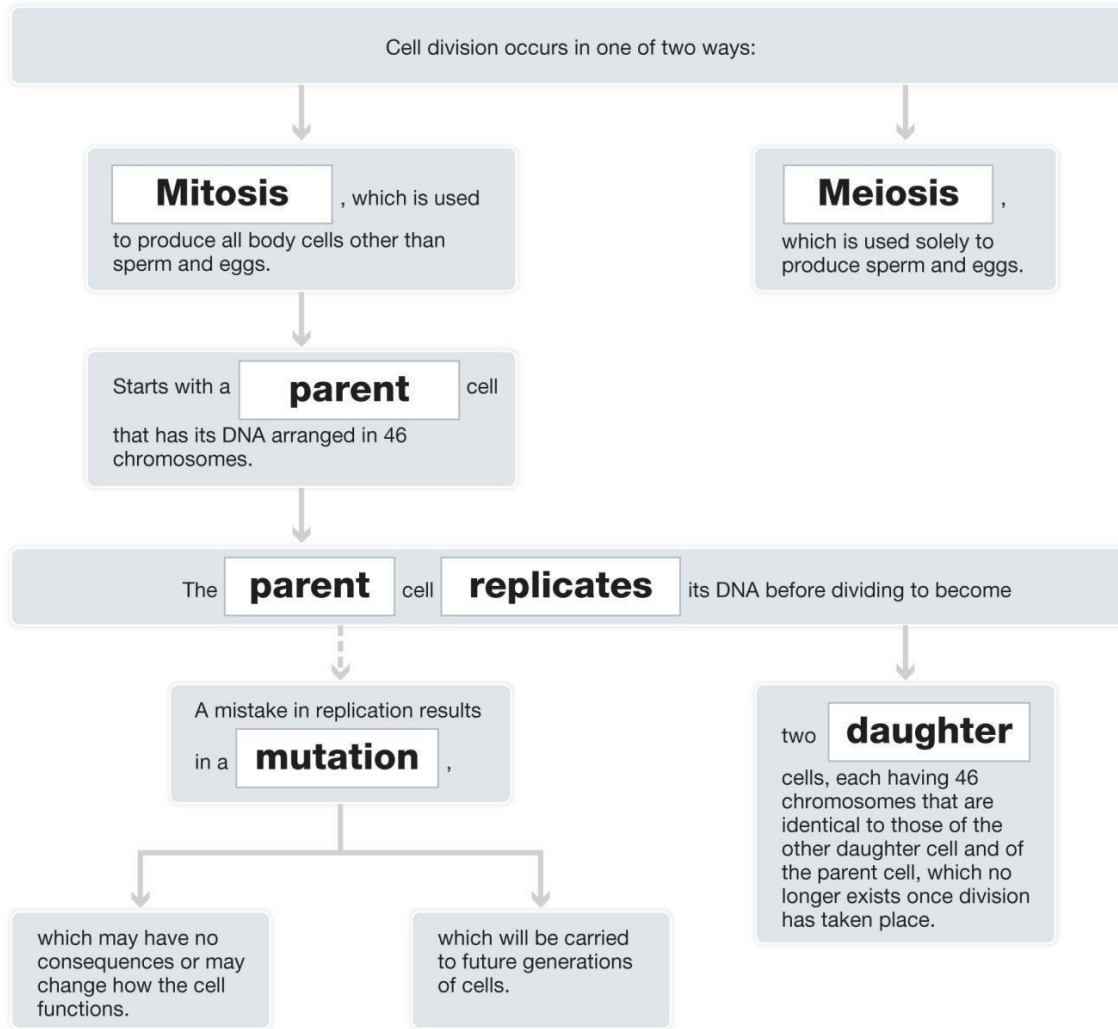 Cell division occurs in one of two ways:
Mitosis , which is used
to produce all body cells other than
sperm and eggs.
Meiosis ,
which is used solely to
produce sperm and eggs.
Starts with a parent cell
that has its DNA arranged in 46
chromosomes.
The parent cell replicates its DNA before dividing to become
A mistake in replication results
in a mutation ,
two daughter
cells, each having 46
chromosomes that are
identical to those of the
other daughter cell and of
the parent cell, which no
longer exists once division
has taken place.
which may have no
consequences or may
change how the cell
functions.
which will be carried
to future generations
of cells.